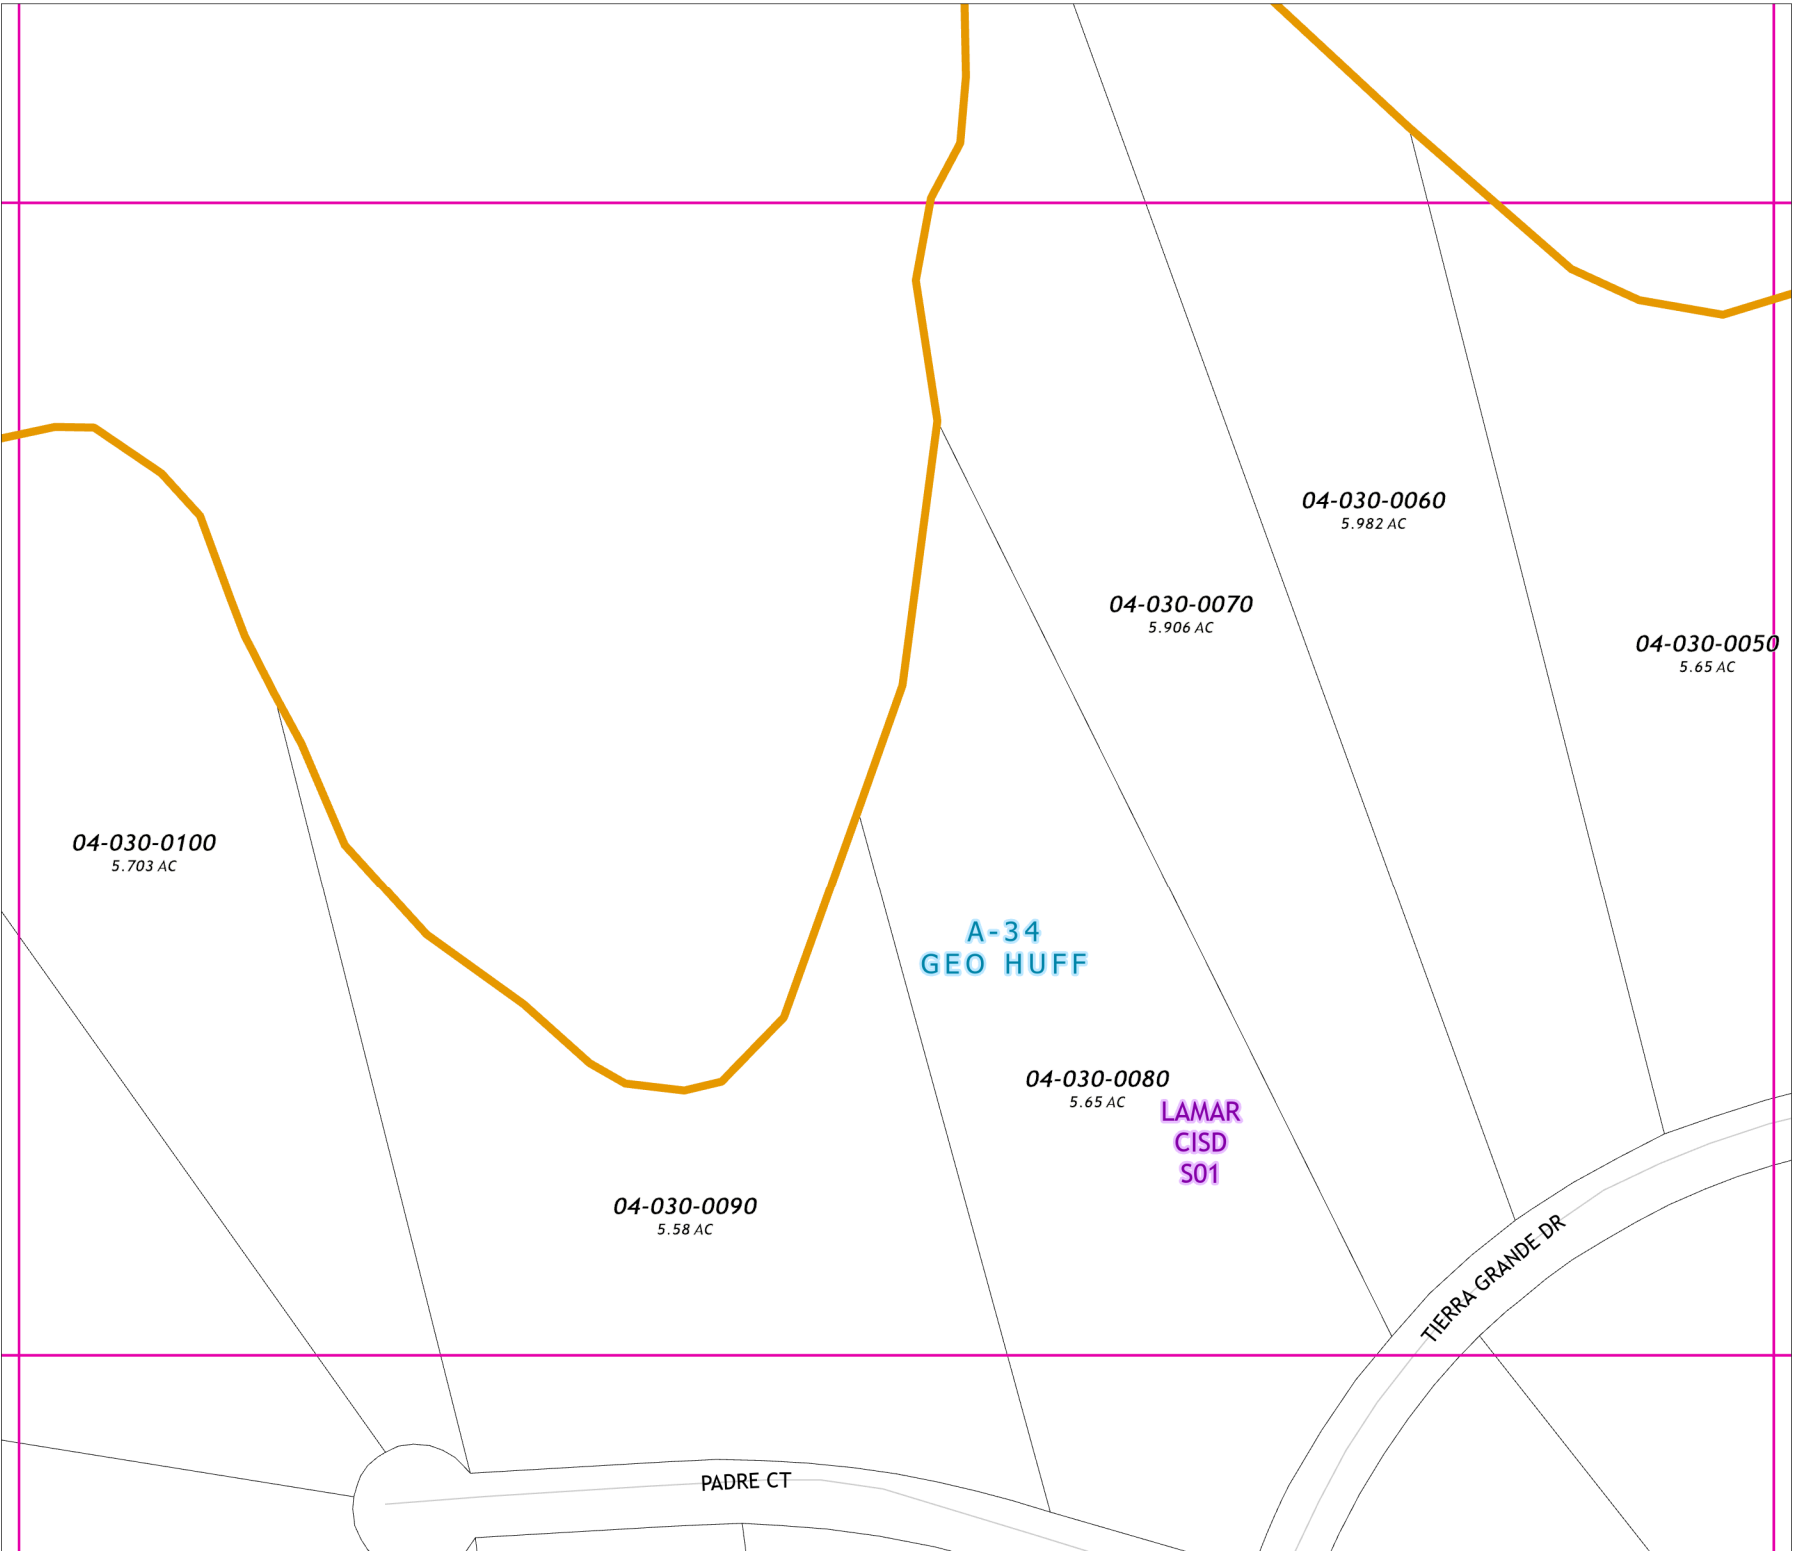 04-030-0060
5.982 AC
04-030-0070
5.906 AC
04-030-0050
5.65 AC
04-030-0100
5.703 AC
A-34
GEO HUFF
04-030-0080
5.65 AC
LAMAR
CISD
S01
04-030-0090
5.58 AC
TIERRA GRANDE DR
PADRE CT